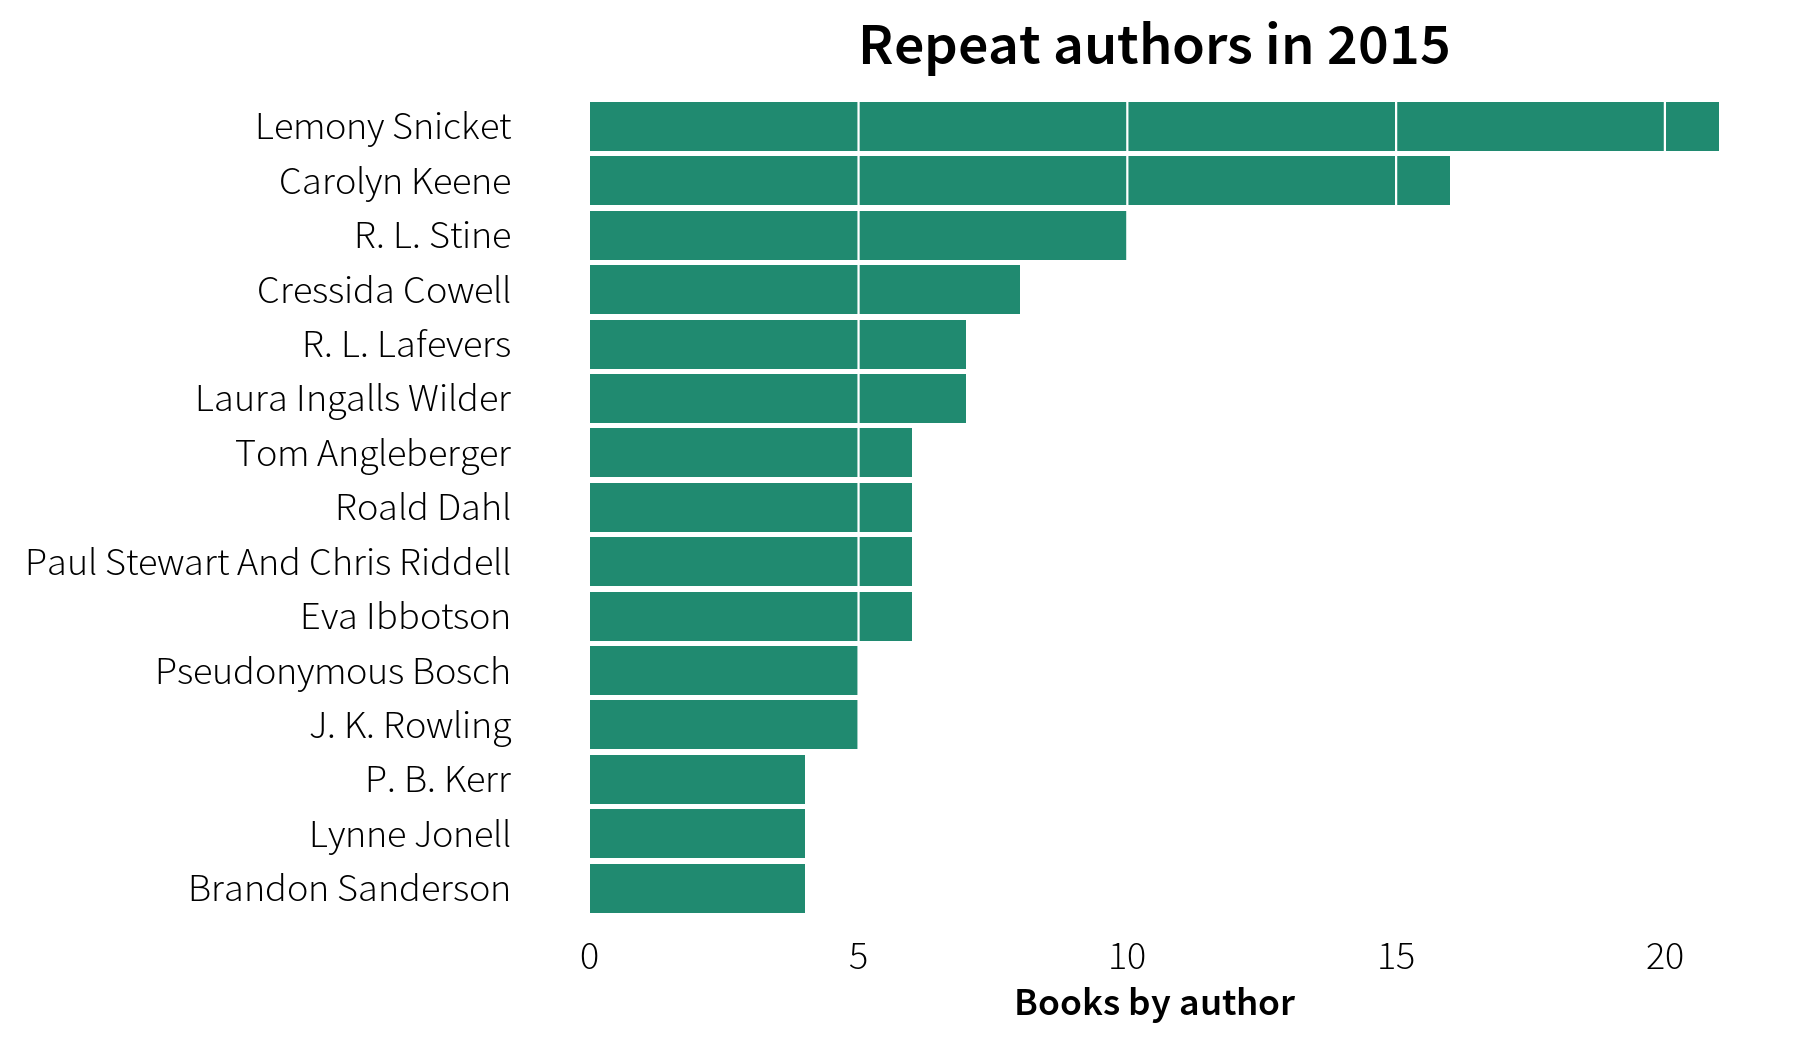 Repeat authors in 2015
Lemony Snicket
Carolyn Keene
R. L. Stine
Cressida Cowell
R. L. Lafevers
Laura Ingalls Wilder
Tom Angleberger
Roald Dahl
Paul Stewart And Chris Riddell
Eva Ibbotson
Pseudonymous Bosch
J. K. Rowling
P. B. Kerr
Lynne Jonell
Brandon Sanderson
0 5 10 15 20
Books by author